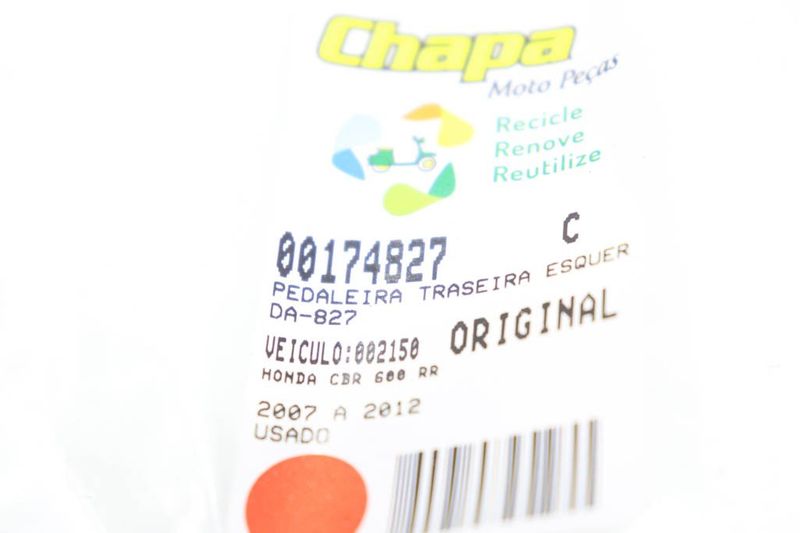 Chapa
Moto Peças
Recicle
Renove
Reutilize
00174827 C
PEDALEIRA TRASEIRA ESQUER
DA-827
VEICULO:002150 ORIGINAL
HONDA CBR 600 RR
2007 A 2012
USADO